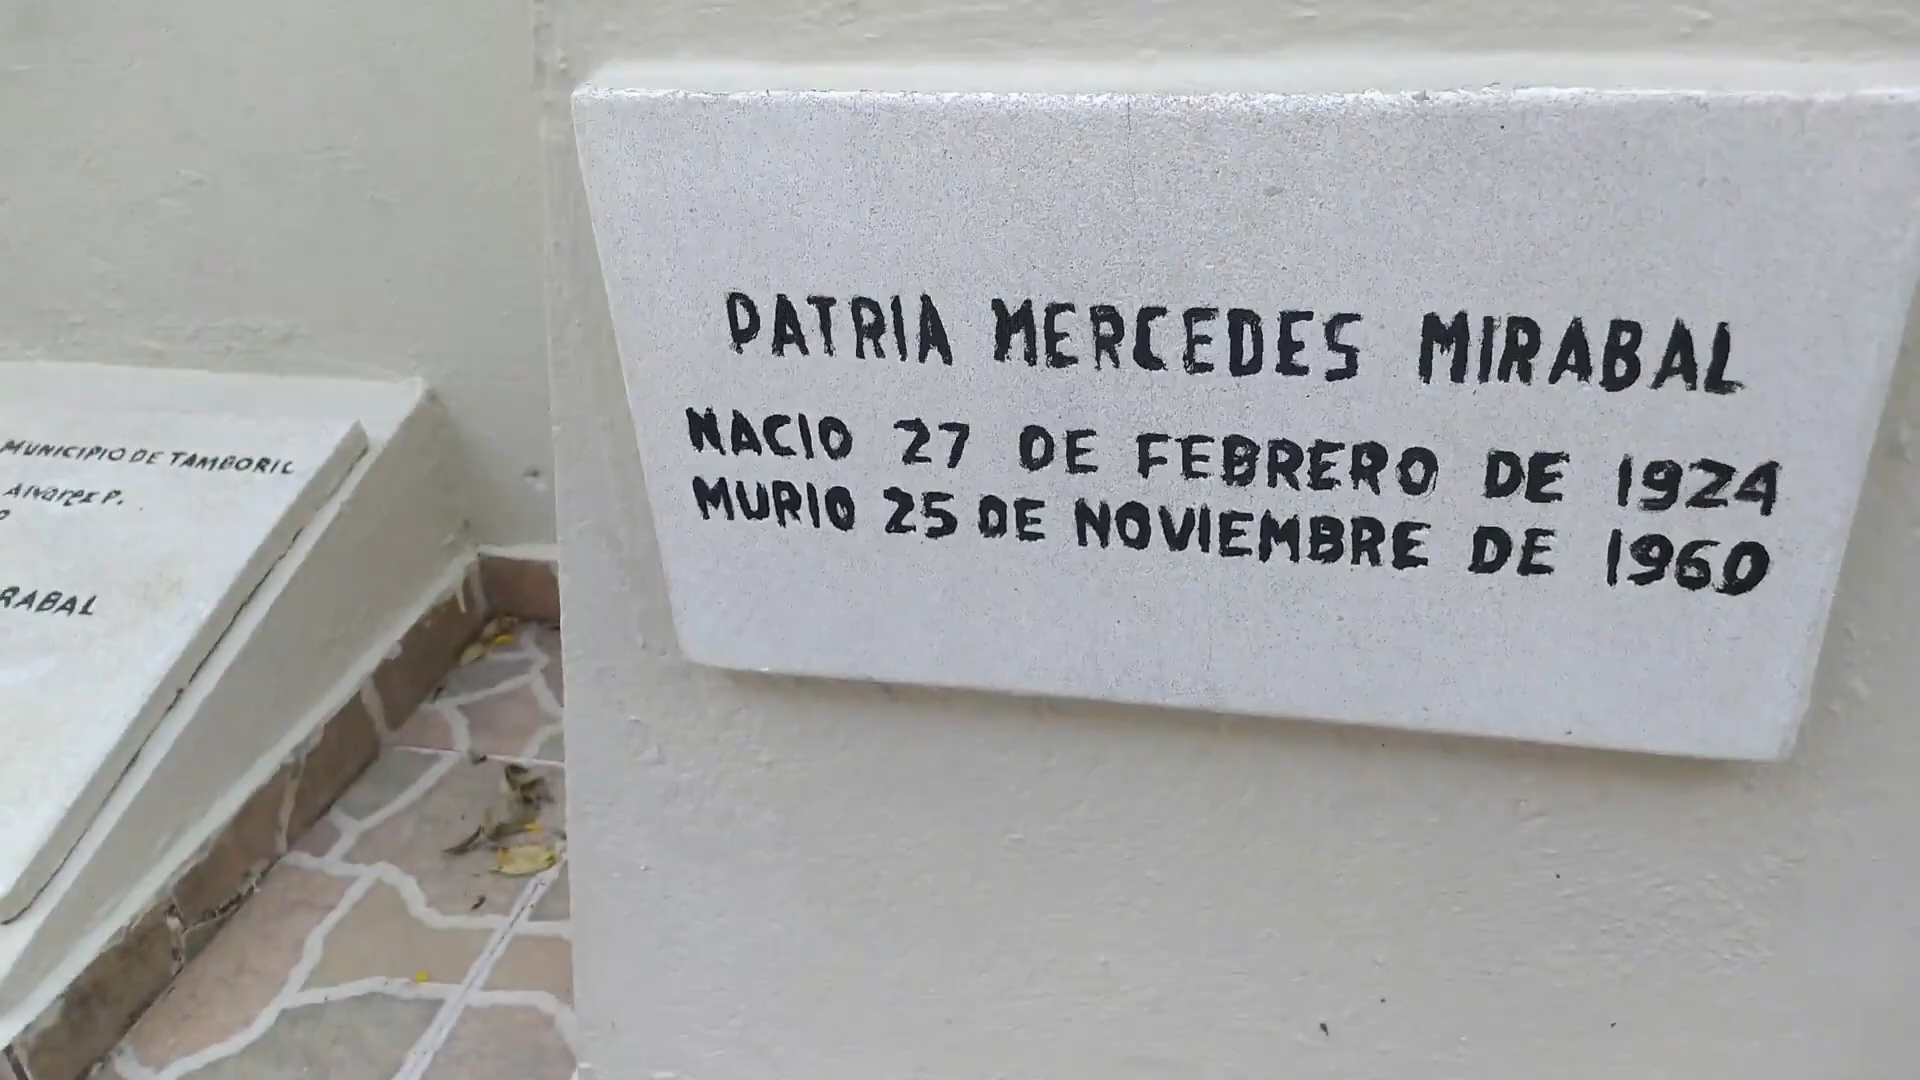 MUNICIPIO DE TAMBORIL
Alvarez P.
RABAL
PATRIA MERCEDES MIRABAL
NACIO 27 DE FEBRERO DE 1924
MURIO 25 DE NOVIEMBRE DE 1960